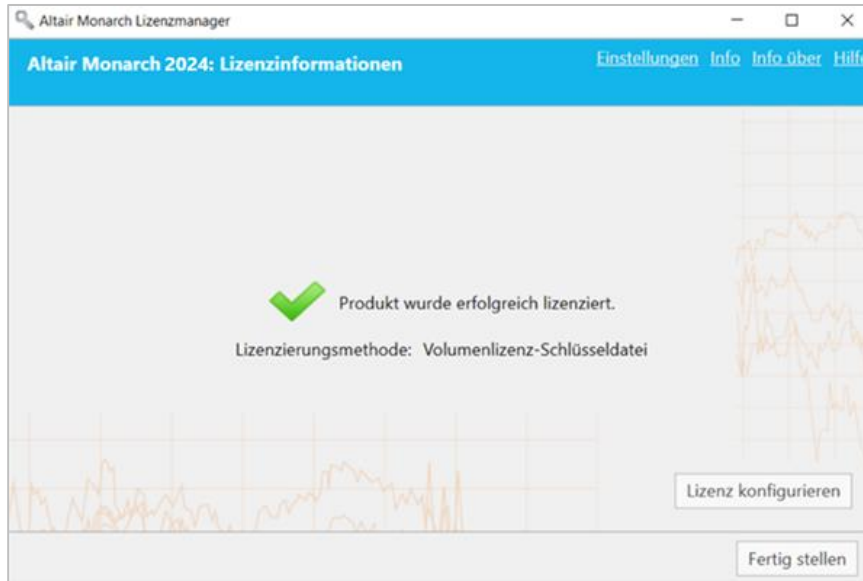 Altair Monarch Lizenzmanager
Altair Monarch 2024: Lizenzinformationen Einstellungen Info Info über Hilfe
Produkt wurde erfolgreich lizenziert.
Lizenzierungsmethode: Volumenlizenz-Schlüsseldatei
Lizenz konfigurieren
Fertig stellen